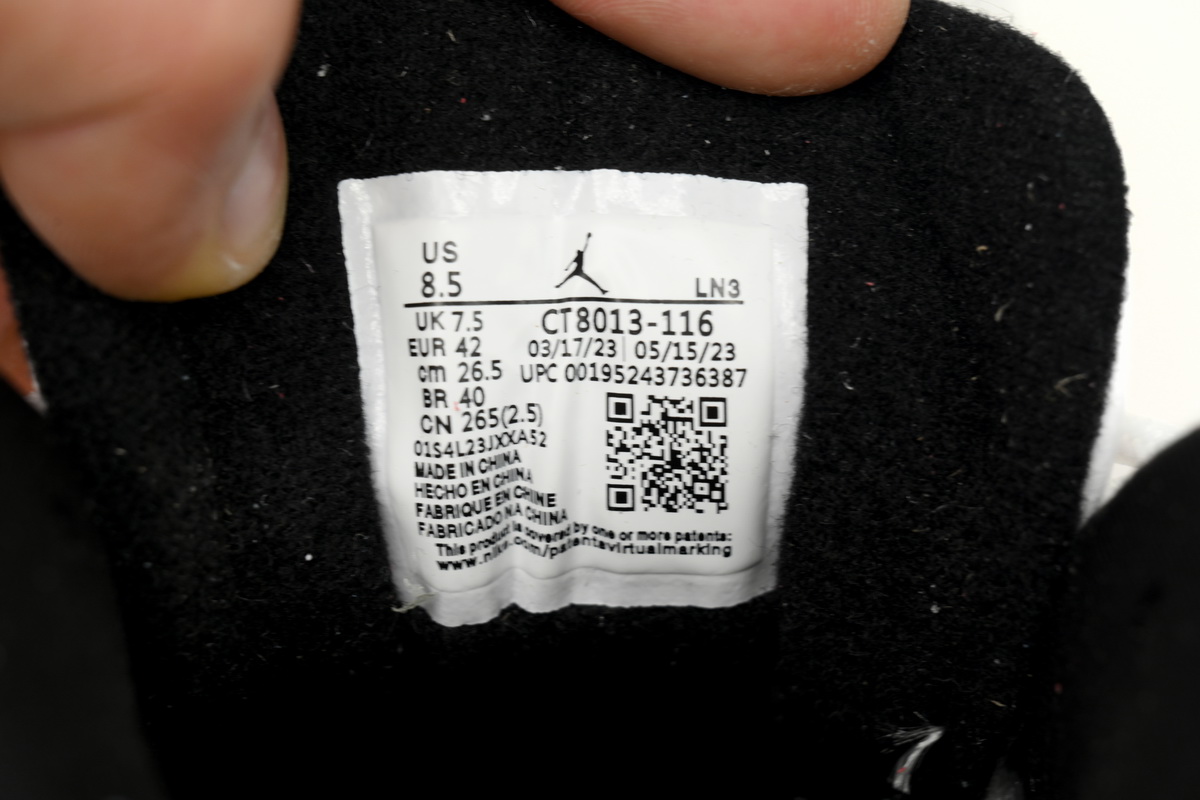 US
8.5
LN3
UK 7.5
CT8013-116
EUR 42
03/17/23 05/15/23
cm 26.5
UPC 00195243736387
BR 40
CN 265(2.5)
01S4L23JXXA52
MADE IN CHINA
HECHO EN CHINA
FABRIQUE EN CHINE
FABRICADO NA CHINA
This product is covered by one or more patents:
www.nike.com/patentavirtualmarking